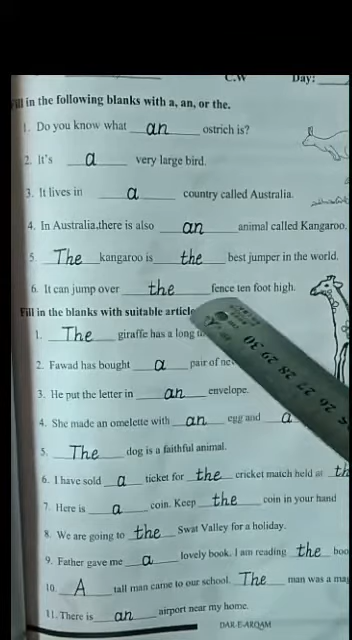 C.W Day:
Fill in the following blanks with a, an, or the.
1. Do you know what an ostrich is?
2. It's a very large bird.
3. It lives in a country called Australia.
4. In Australia,there is also an animal called Kangaroo.
5. The kangaroo is the best jumper in the world.
6. It can jump over the fence ten foot high.
Fill in the blanks with suitable article
1. The giraffe has a long
2. Fawad has bought a pair of
3. He put the letter in an envelope.
4. She made an omelette with an egg and a
5. The dog is a faithful animal.
6. I have sold a ticket for the cricket match held at th
7. Here is a coin. Keep the coin in your hand
8. We are going to the Swat Valley for a holiday.
9. Father gave me a lovely book. I am reading the boo
10. A tall man came to our school. The man was a
11. There is an airport near my home.
DAR-E-ARQAM
30 29 28 27 26